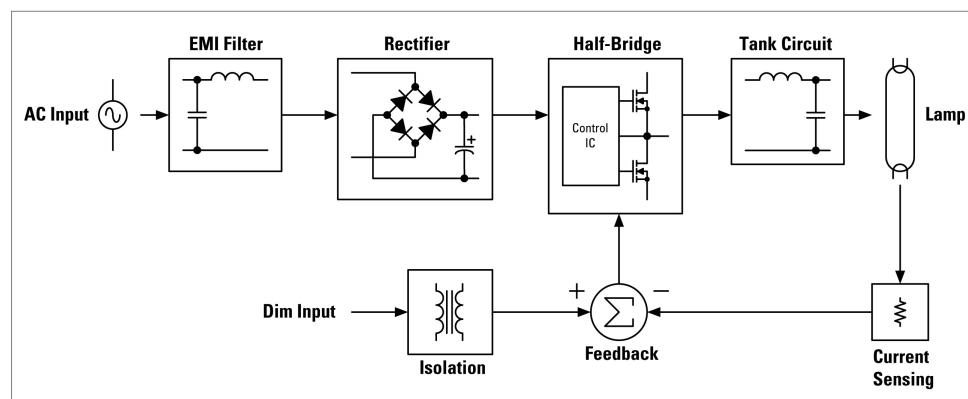 EMI Filter
Rectifier
Half-Bridge
Tank Circuit
AC Input
Control
IC
Lamp
Dim Input
Isolation
+
−
Σ
Feedback
Current
Sensing
+